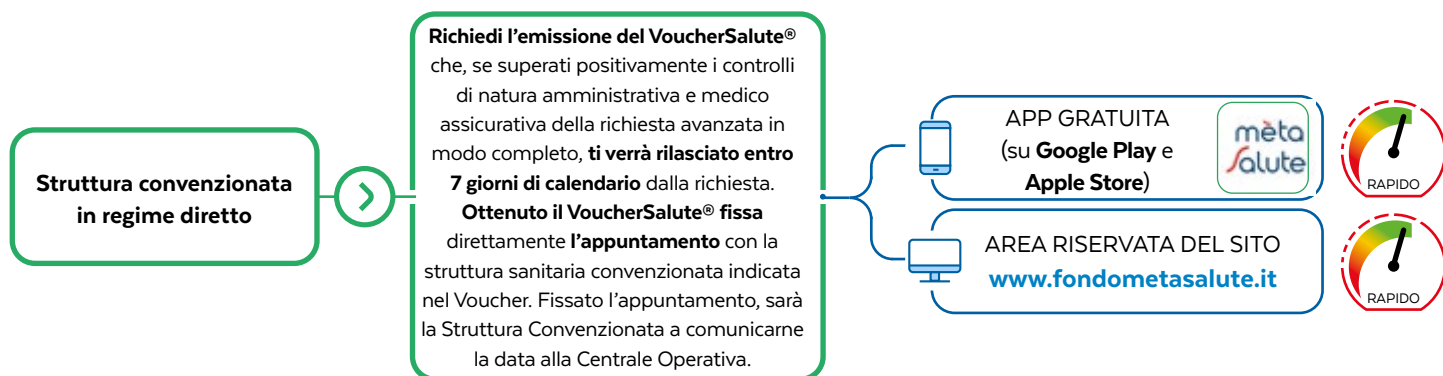 Struttura convenzionata
in regime diretto
Richiedi l’emissione del VoucherSalute®
che, se superati positivamente i controlli
di natura amministrativa e medico
assicurativa della richiesta avanzata in
modo completo, ti verrà rilasciato entro
7 giorni di calendario dalla richiesta.
Ottenuto il VoucherSalute® fissa
direttamente l’appuntamento con la
struttura sanitaria convenzionata indicata
nel Voucher. Fissato l’appuntamento, sarà
la Struttura Convenzionata a comunicarne
la data alla Centrale Operativa.
APP GRATUITA
(su Google Play e
Apple Store)
mèta
Salute
RAPIDO
AREA RISERVATA DEL SITO
www.fondometasalute.it
RAPIDO